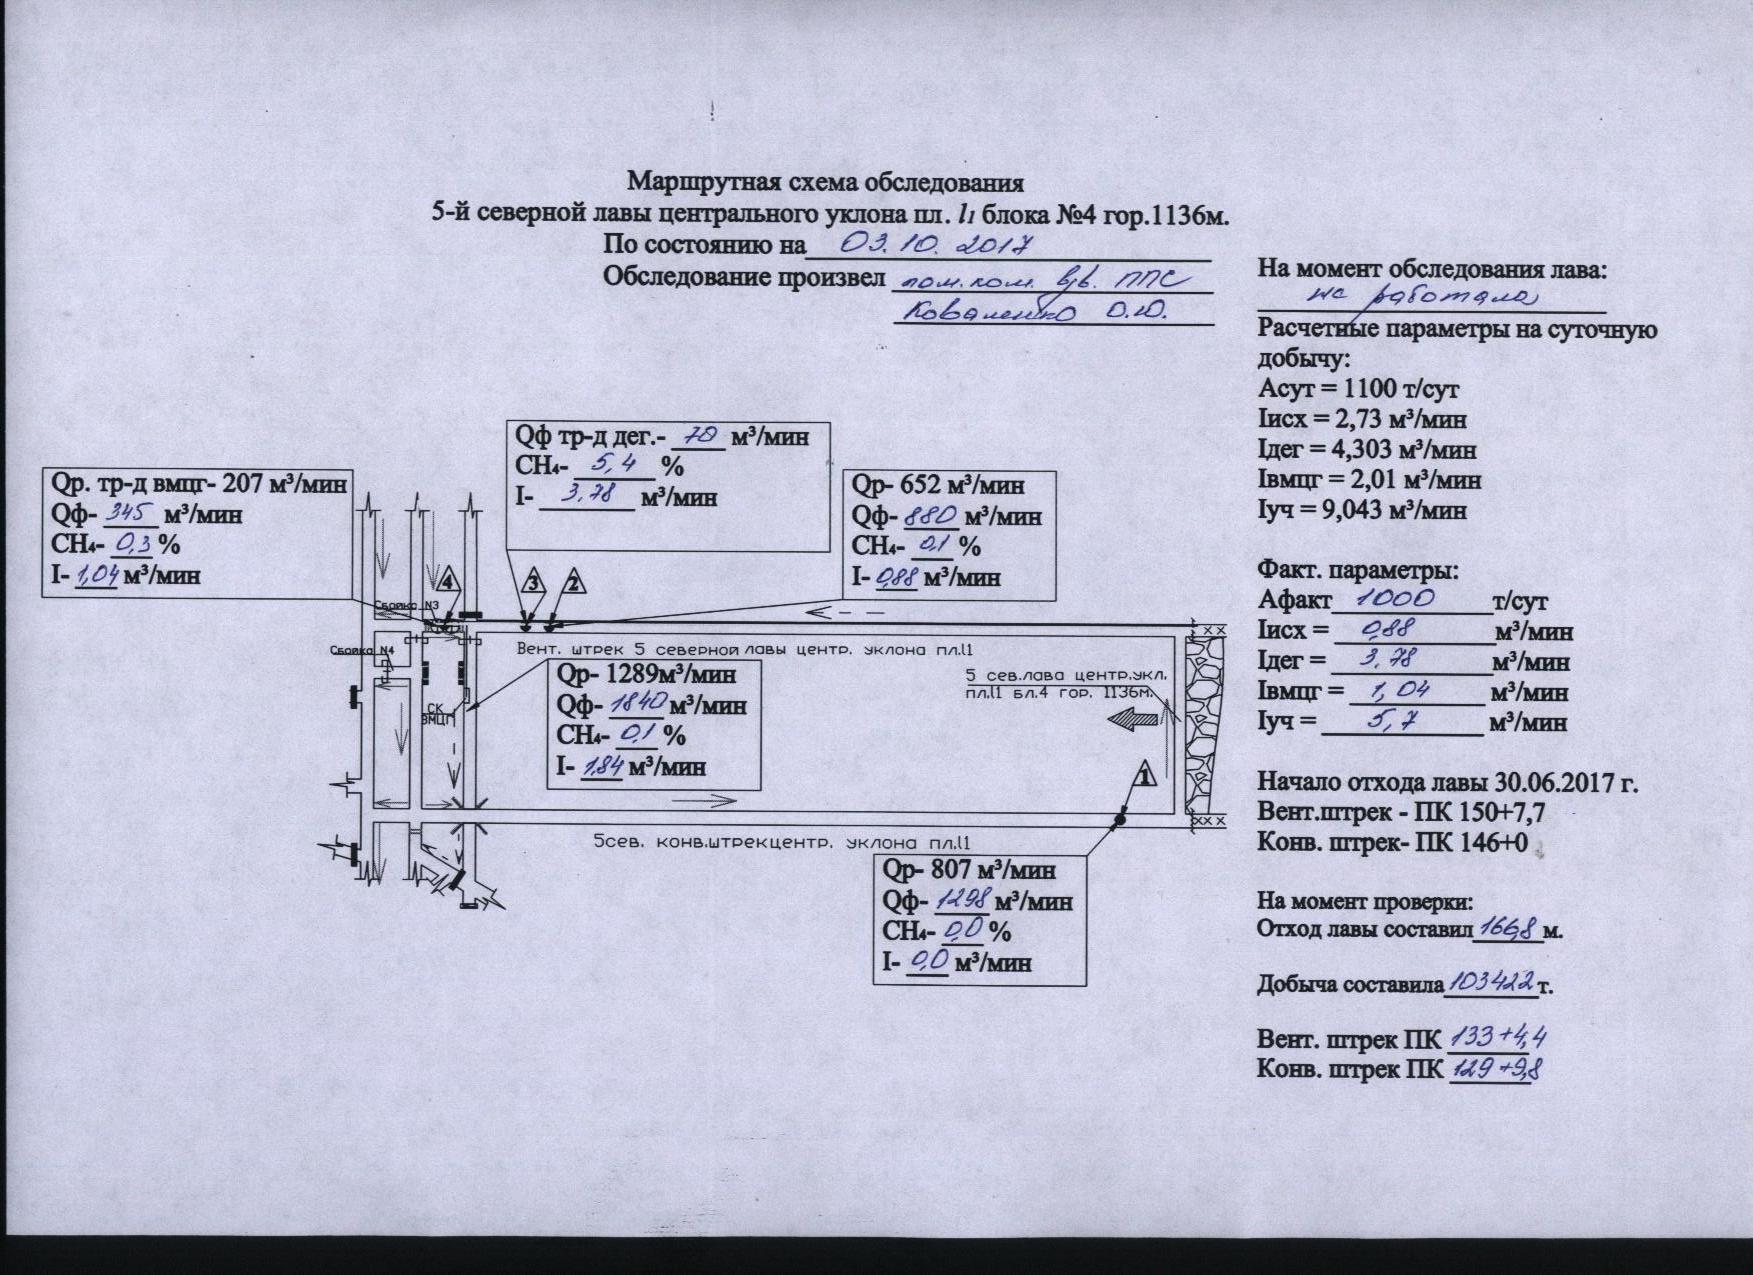 Маршрутная схема обследования
5-й северной лавы центрального уклона пл. l₁ блока №4 гор.1136м.
По состоянию на 03.10.2017
Обследование произвел пом.ком. вjв. ППС
Коваленко О.Ю.
На момент обследования лава:
не работала
Расчетные параметры на суточную
добычу:
Асут = 1100 т/сут
Iисх = 2,73 м³/мин
Iдег = 4,303 м³/мин
Iвмцг = 2,01 м³/мин
Iуч = 9,043 м³/мин
Факт. параметры:
Афакт 1000 т/сут
Iисх = 0,88 м³/мин
Iдег = 3,78 м³/мин
Iвмцг = 1,04 м³/мин
Iуч = 5,7 м³/мин
Начало отхода лавы 30.06.2017 г.
Вент.штрек - ПК 150+7,7
Конв. штрек- ПК 146+0
На момент проверки:
Отход лавы составил 166,8 м.
Добыча составила 103422 т.
Вент. штрек ПК 133+4,4
Конв. штрек ПК 129+9,8
Qр. тр-д вмцг- 207 м³/мин
Qф- 345 м³/мин
CH₄- 0,3 %
I- 1,04 м³/мин
Qф тр-д дег.- 70 м³/мин
CH₄- 5,4 %
I- 3,78 м³/мин
Qр- 652 м³/мин
Qф- 880 м³/мин
CH₄- 0,1 %
I- 0,88 м³/мин
4
3
2
Сбойка N3
Сбойка N4
Вент. штрек 5 северной лавы центр. уклона пл.l1
Qр- 1289м³/мин
Qф- 1840 м³/мин
CH₄- 0,1 %
I- 1,84 м³/мин
5 сев.лава центр.укл.
пл.l1 бл.4 гор. 1136м.
СК
ВМЦГ
1
5сев. конв.штрекцентр. уклона пл.l1
Qр- 807 м³/мин
Qф- 1298 м³/мин
CH₄- 0,0 %
I- 0,0 м³/мин